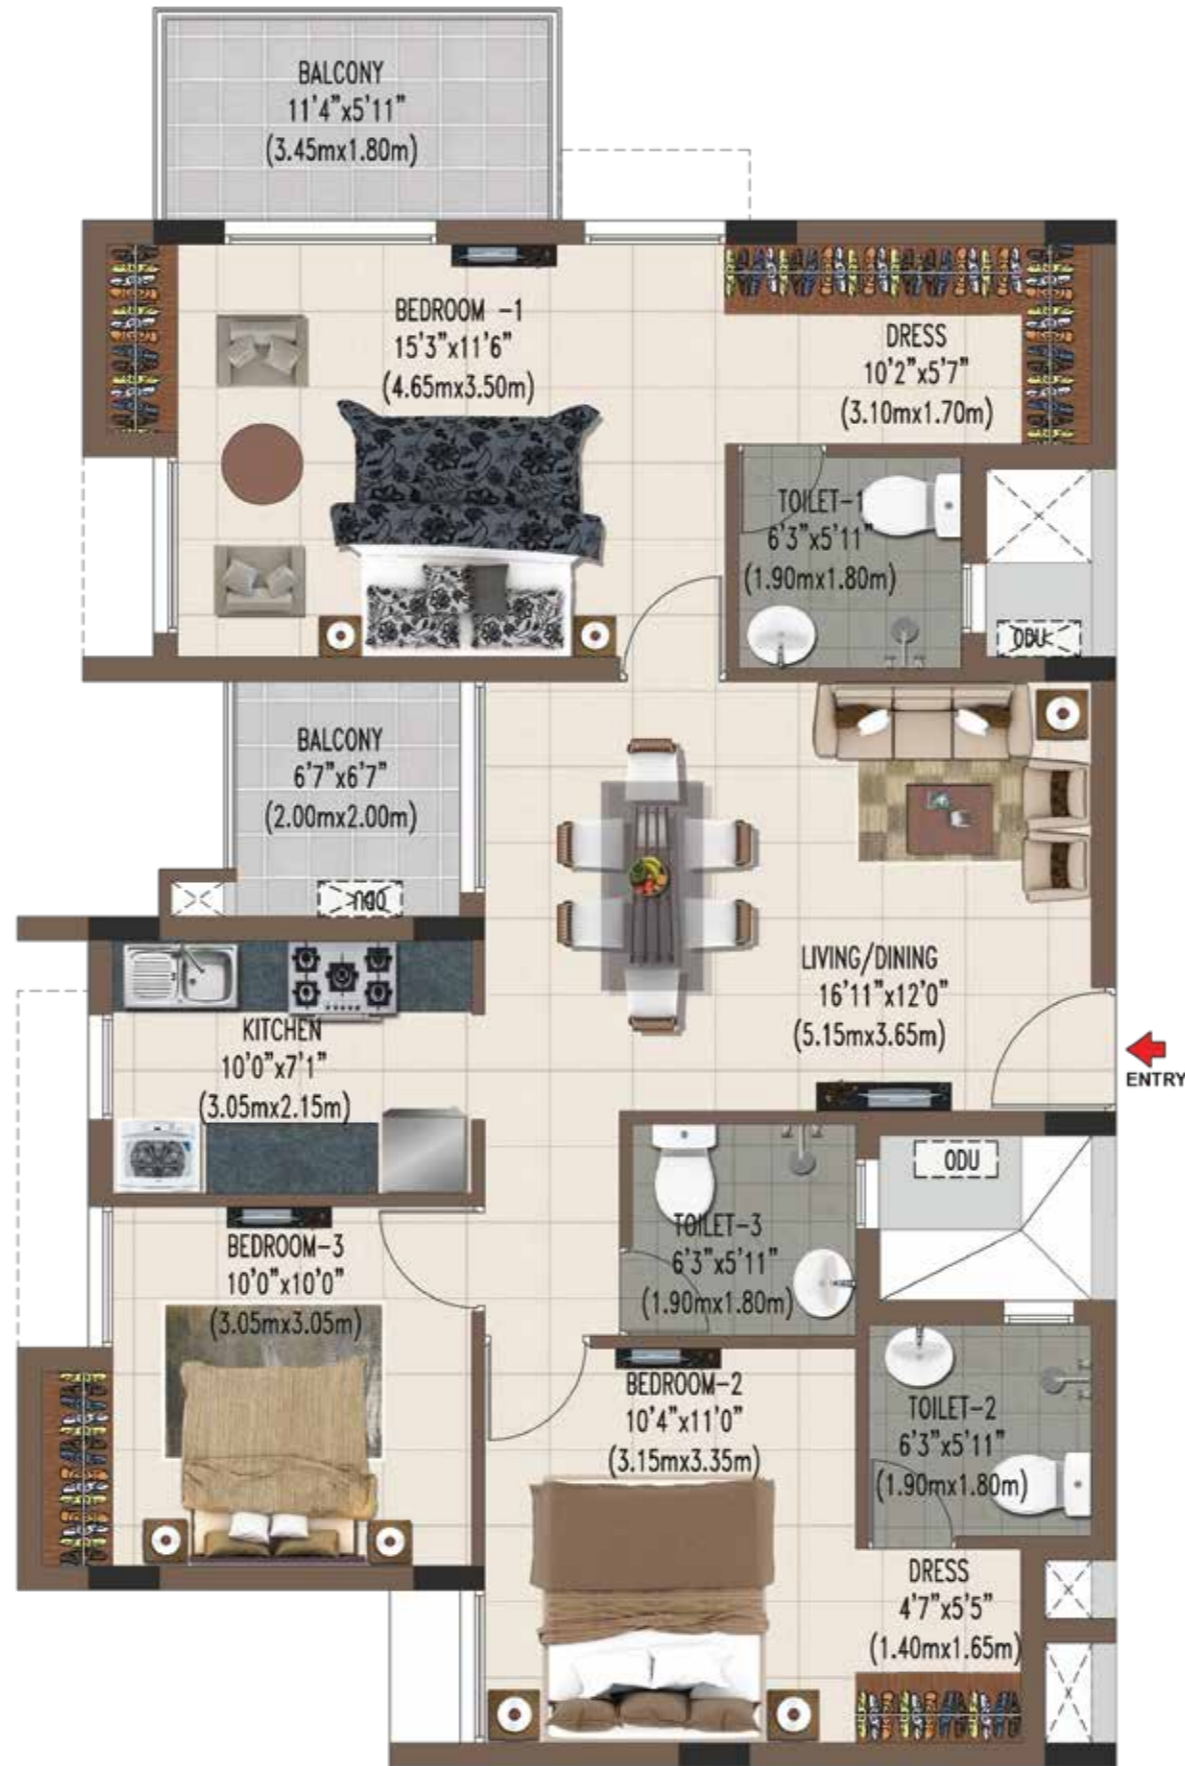 BALCONY
11'4"x5'11"
(3.45mx1.80m)
BEDROOM -1
15'3"x11'6"
(4.65mx3.50m)
DRESS
10'2"x5'7"
(3.10mx1.70m)
TOILET-1
6'3"x5'11"
(1.90mx1.80m)
ODU
BALCONY
6'7"x6'7"
(2.00mx2.00m)
ODU
LIVING/DINING
16'11"x12'0"
(5.15mx3.65m)
ENTRY
KITCHEN
10'0"x7'1"
(3.05mx2.15m)
ODU
TOILET-3
6'3"x5'11"
(1.90mx1.80m)
BEDROOM-3
10'0"x10'0"
(3.05mx3.05m)
BEDROOM-2
10'4"x11'0"
(3.15mx3.35m)
TOILET-2
6'3"x5'11"
(1.90mx1.80m)
DRESS
4'7"x5'5"
(1.40mx1.65m)